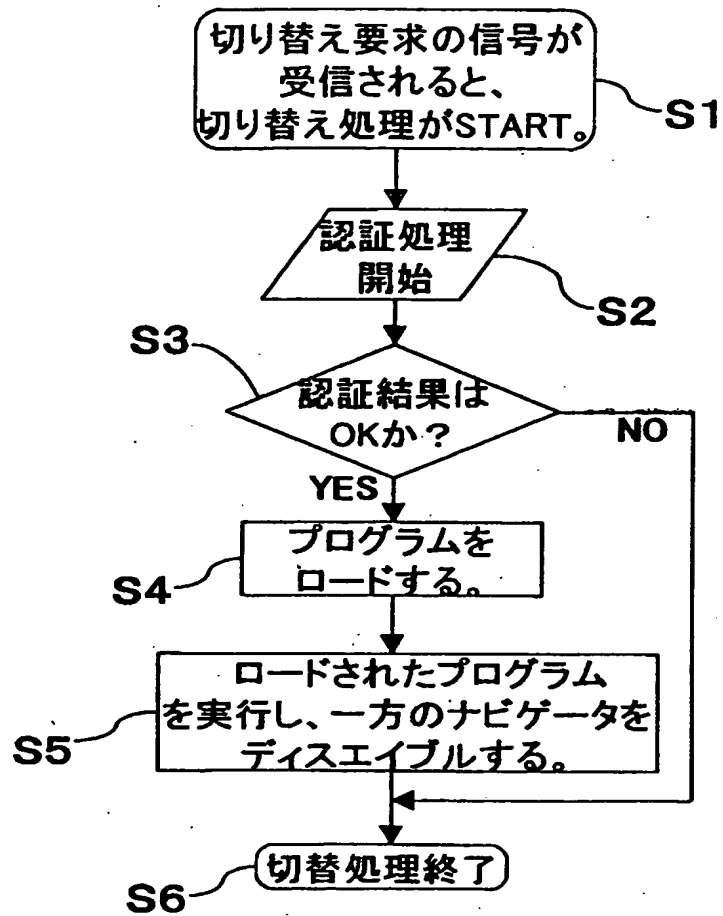 切り替え要求の信号が
受信されると、
切り替え処理がSTART。
S1
認証処理
開始
S2
S3
認証結果は
OKか？
NO
YES
プログラムを
ロードする。
S4
ロードされたプログラム
を実行し、一方のナビゲータを
ディスエイブルする。
S5
切替処理終了
S6